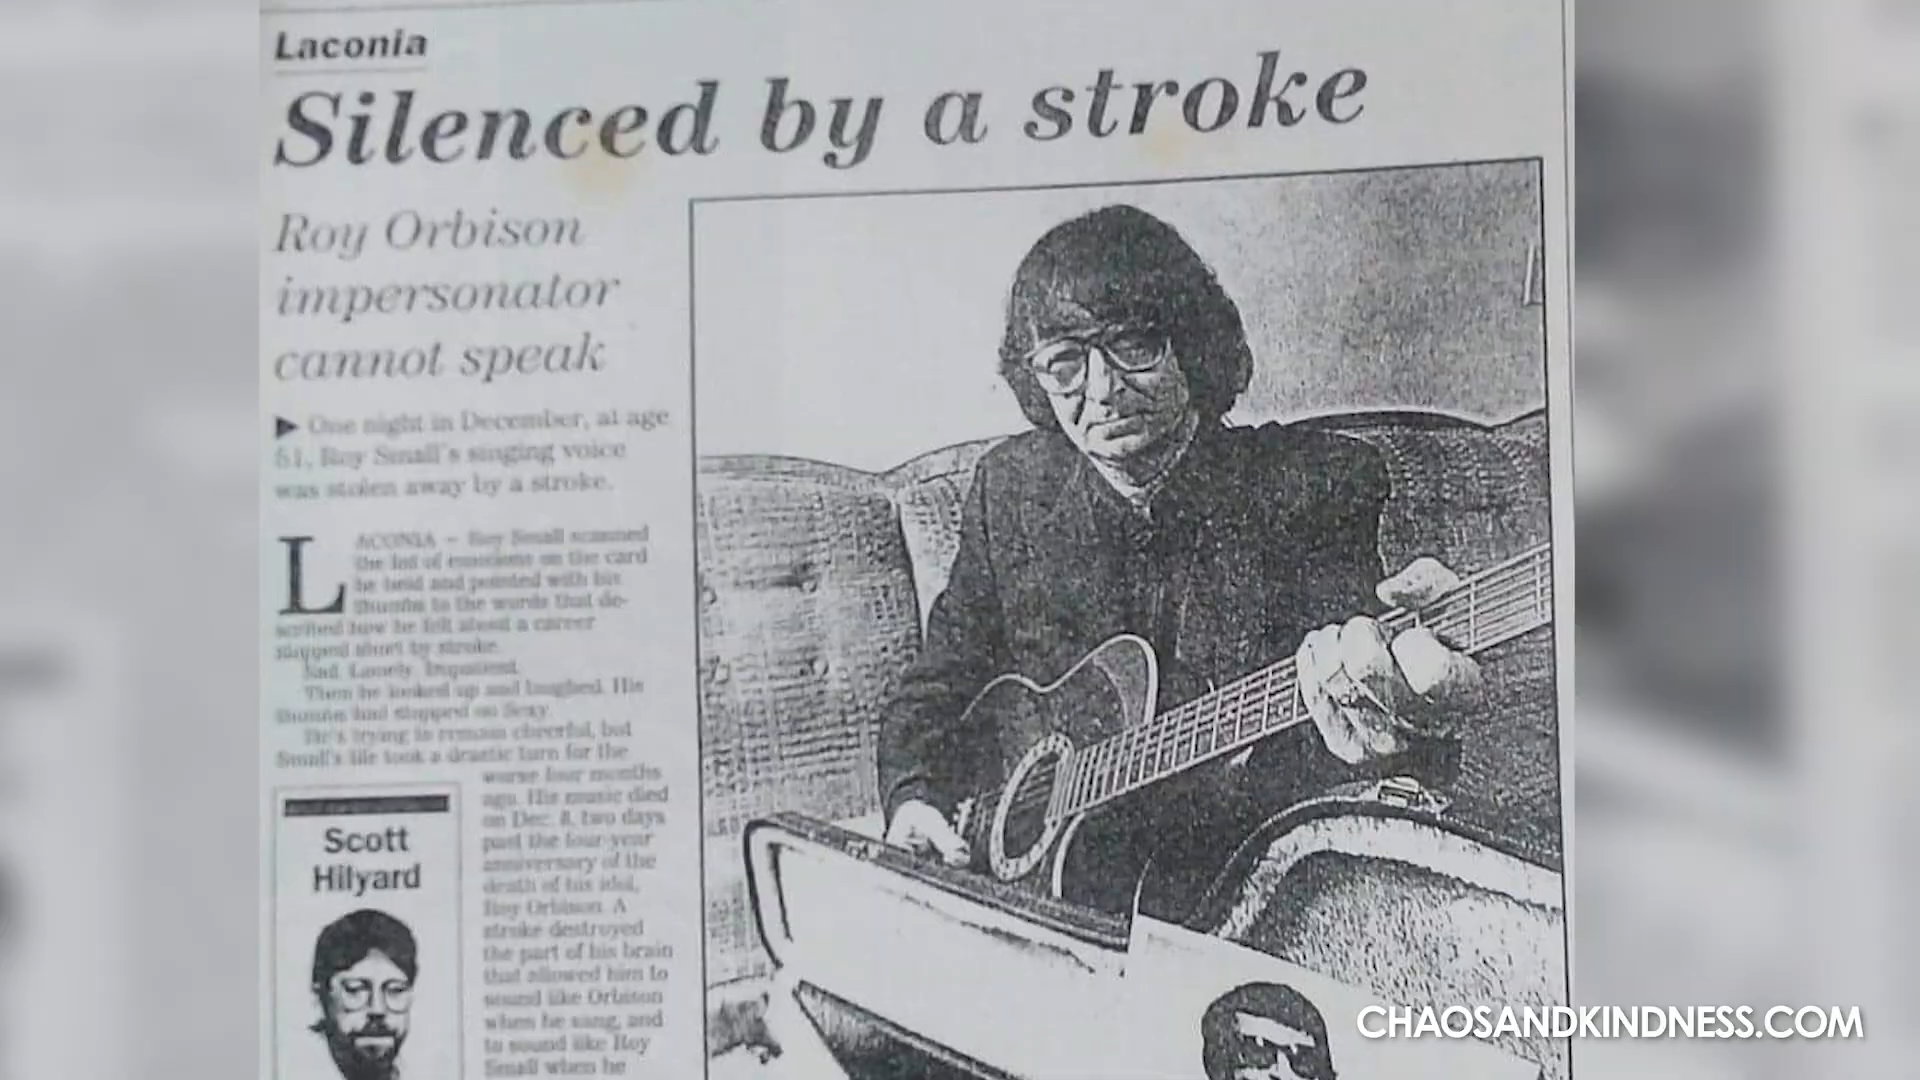 Laconia
Silenced by a stroke
Roy Orbison
impersonator
cannot speak
▶ One night in December, at age
51, Roy Small's singing voice
was stolen away by a stroke.
LACONIA — Roy Small scanned
the list of emotions on the card
he held and pointed with his
thumbs to the words that de-
scribed how he felt about a career
stopped short by stroke.
Sad. Lonely. Impatient.
Then he looked up and laughed. His
thumbs had stopped on Sexy.
He's trying to remain cheerful, but
Small's life took a drastic turn for the
worse four months
ago. His music died
on Dec. 8, two days
past the four-year
anniversary of the
death of his idol,
Roy Orbison. A
stroke destroyed
the part of his brain
that allowed him to
sound like Orbison
when he sang, and
to sound like Roy
Small when he
Scott
Hilyard
CHAOSANDKINDNESS.COM